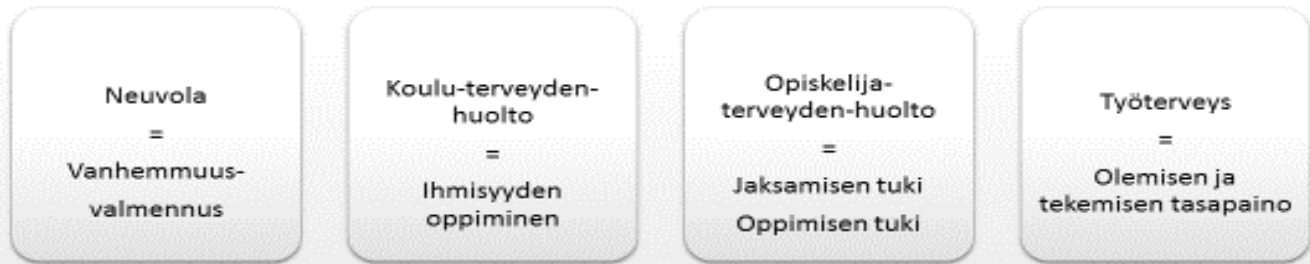 Neuvola
=
Vanhemmuus-
valmennus
Koulu-terveyden-
huolto
=
Ihmisyyden
oppiminen
Opiskelija-
terveyden-huolto
=
Jaksamisen tuki
Oppimisen tuki
Työterveys
=
Olemisen ja
tekemisen tasapaino